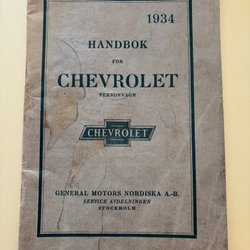 1934
HANDBOK
FÖR
CHEVROLET
PERSONVAGN
CHEVROLET
GENERAL MOTORS NORDISKA A.-B.
SERVICE AVDELNINGEN
STOCKHOLM